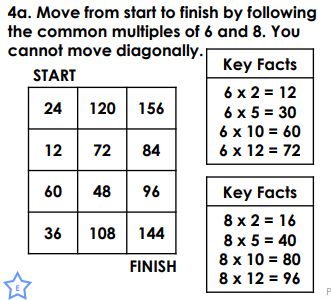 4a. Move from start to finish by following
the common multiples of 6 and 8. You
cannot move diagonally.
START
24 120 156
12 72 84
60 48 96
36 108 144
FINISH
Key Facts
6 x 2 = 12
6 x 5 = 30
6 x 10 = 60
6 x 12 = 72
Key Facts
8 x 2 = 16
8 x 5 = 40
8 x 10 = 80
8 x 12 = 96
E
P